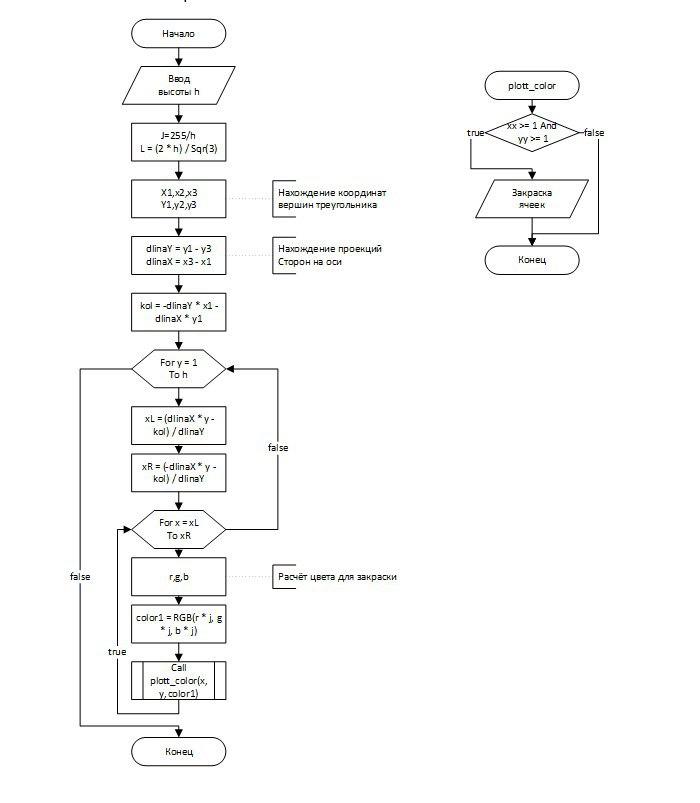 Начало
Ввод
высоты h
J=255/h
L = (2 * h) / Sqr(3)
X1,x2,x3
Y1,y2,y3
Нахождение координат
вершин треугольника
dlinaY = y1 - y3
dlinaX = x3 - x1
Нахождение проекций
Сторон на оси
kol = -dlinaY * x1 -
dlinaX * y1
For y = 1
To h
xL = (dlinaX * y -
kol) / dlinaY
xR = (-dlinaX * y -
kol) / dlinaY
false
For x = xL
To xR
false
r,g,b
Расчёт цвета для закраски
color1 = RGB(r * j, g
* j, b * j)
true
Call
plott_color(x,
y, color1)
Конец
plott_color
true
xx >= 1 And
yy >= 1
false
Закраска
ячеек
Конец